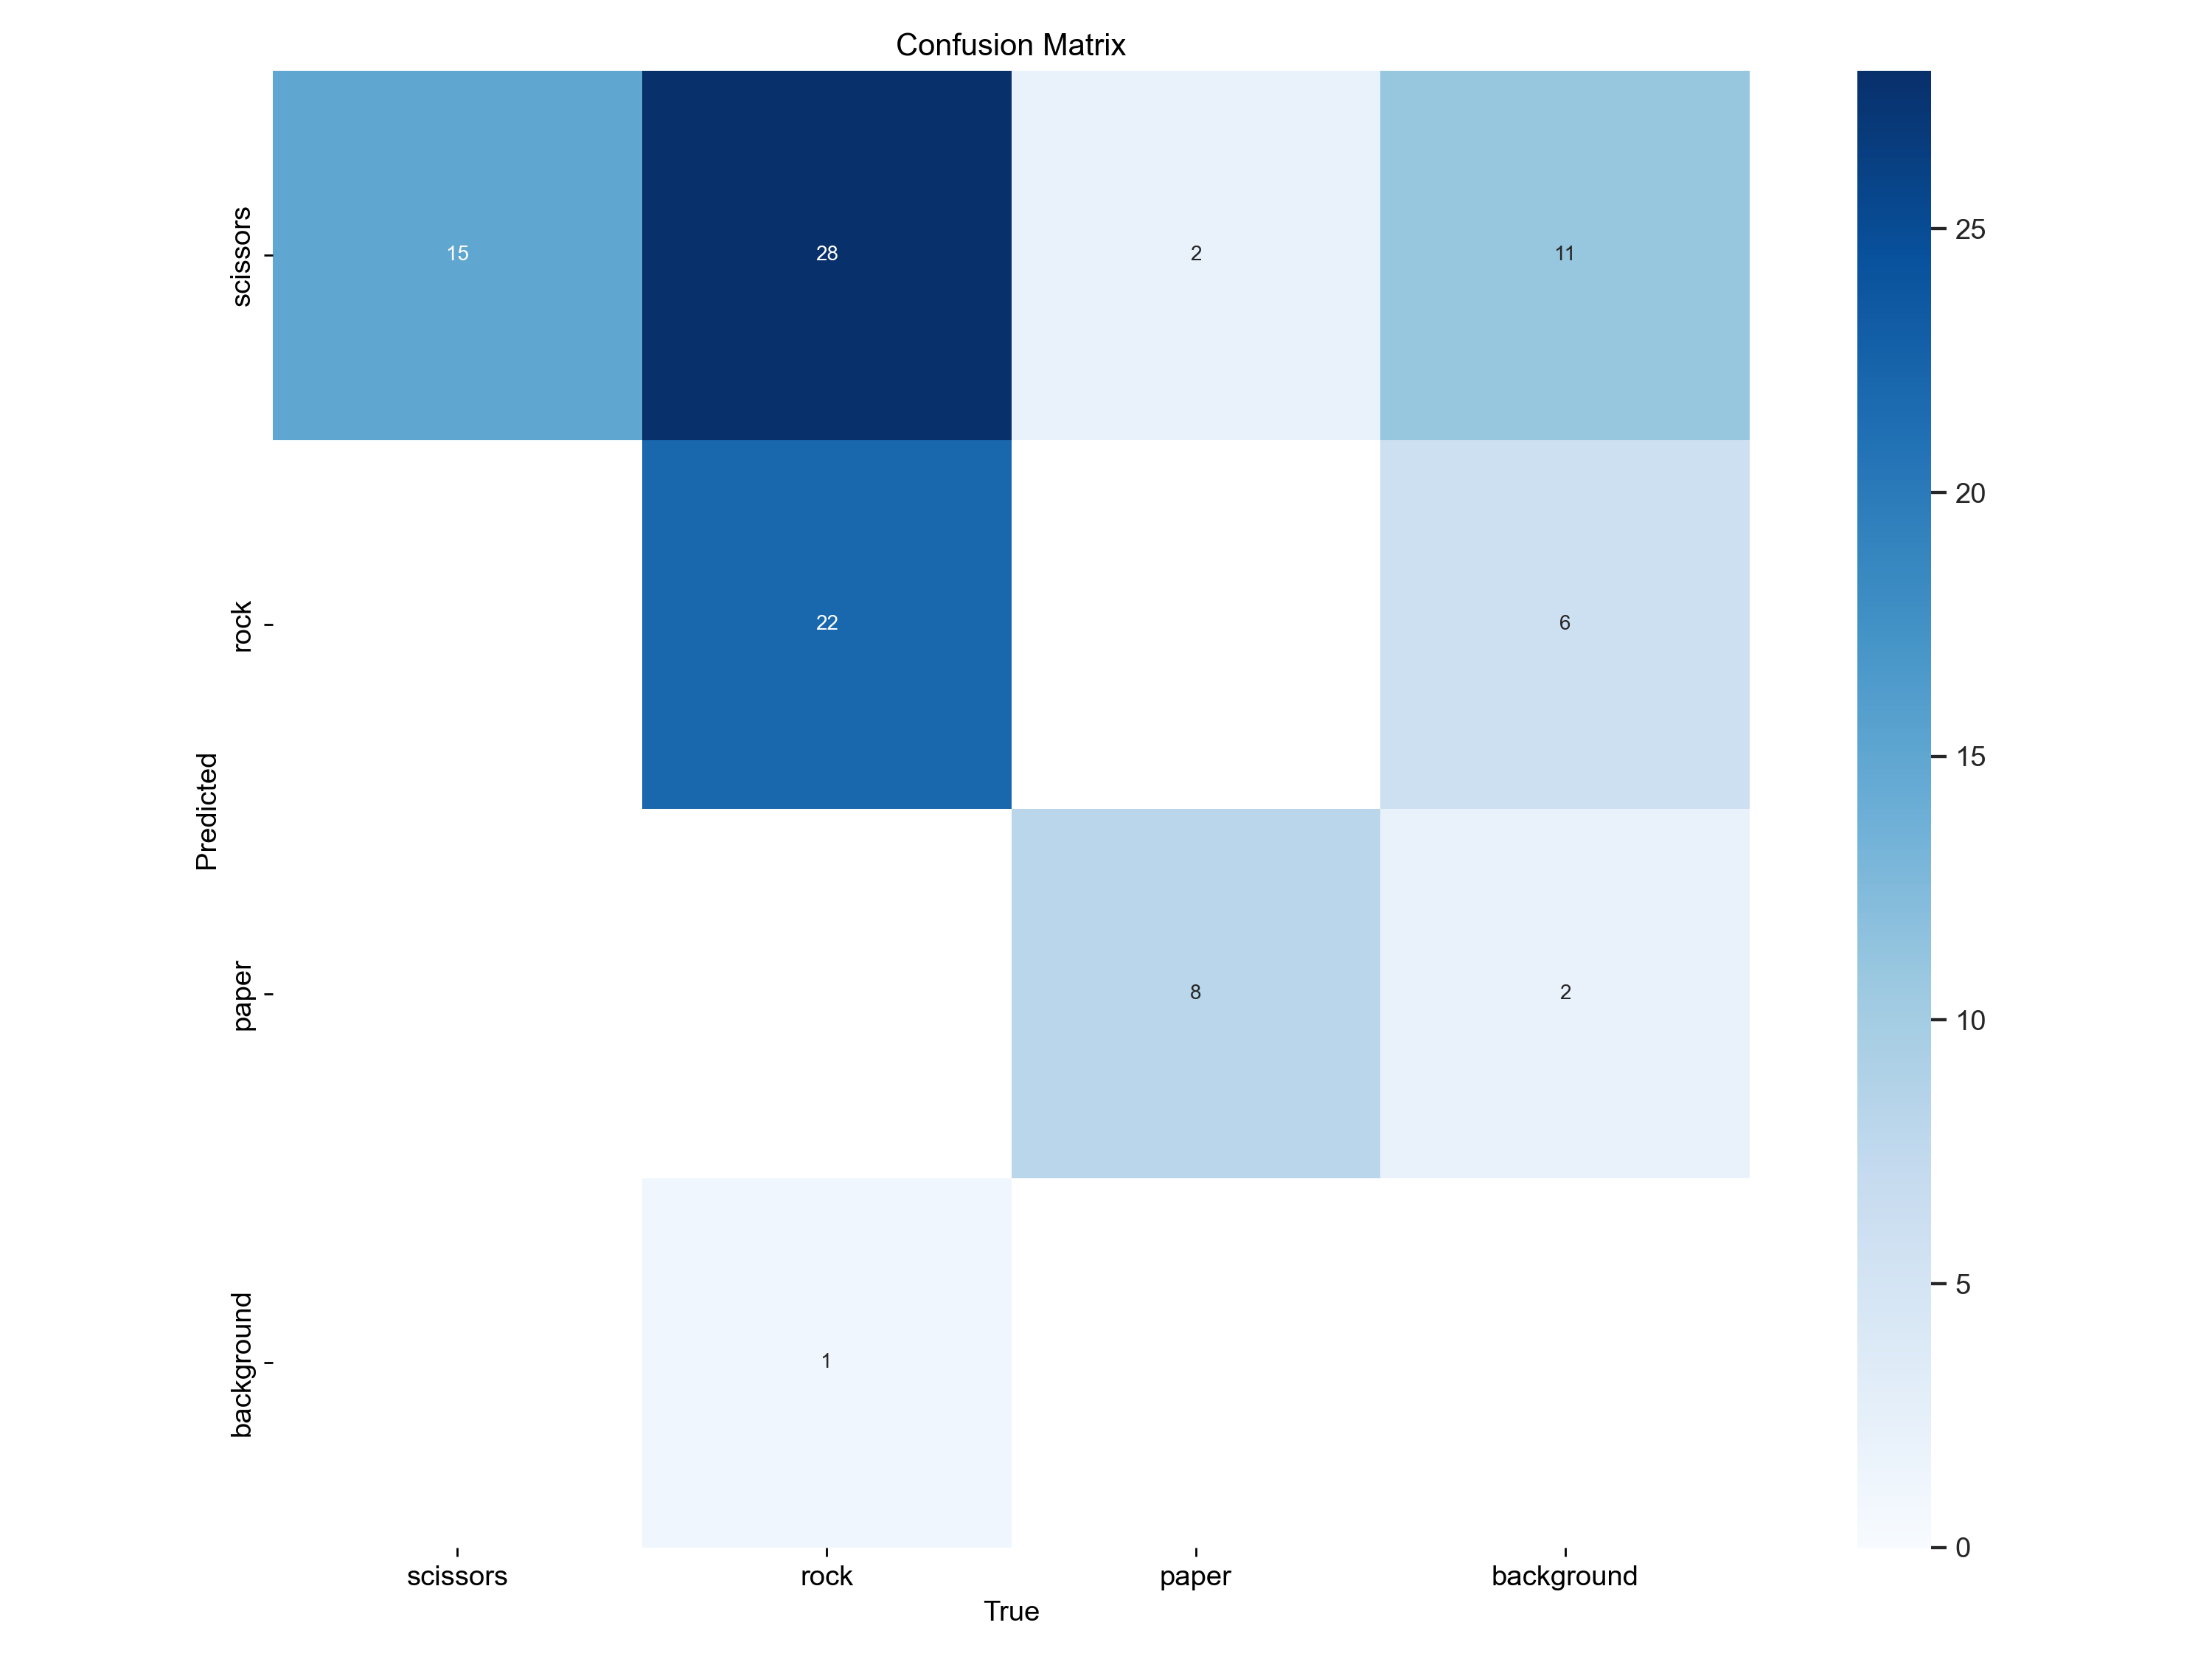 Confusion Matrix
scissors
15
28
2
11
25
20
rock
22
6
15
Predicted
paper
8
2
10
background
1
5
0
scissors
rock
paper
background
True